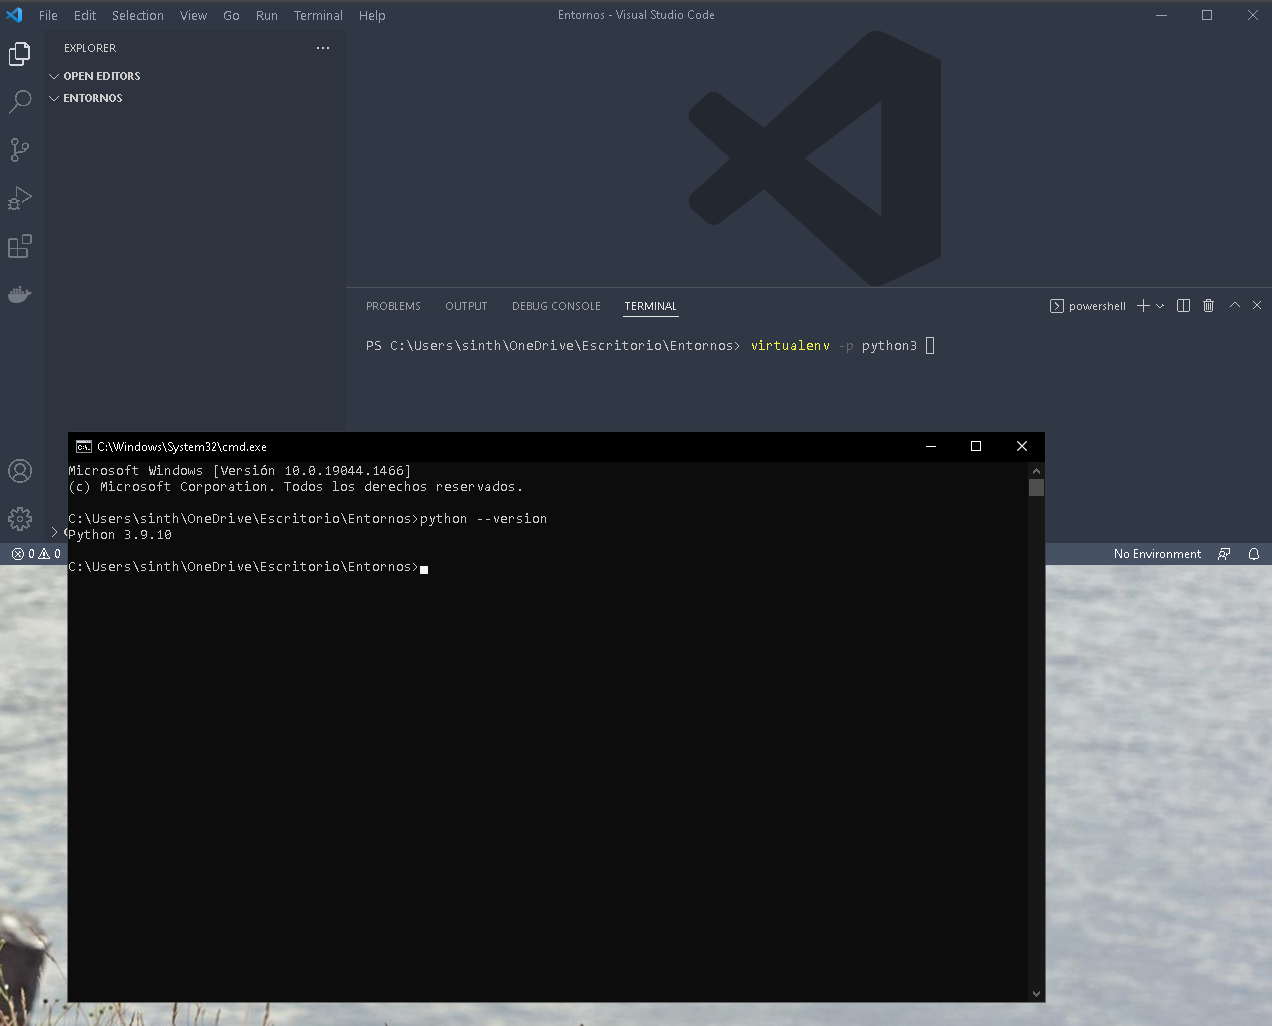 File Edit Selection View Go Run Terminal Help
Entornos - Visual Studio Code
EXPLORER
OPEN EDITORS
ENTORNOS
PROBLEMS OUTPUT DEBUG CONSOLE TERMINAL
powershell
PS C:\Users\sinth\OneDrive\Escritorio\Entornos> virtualenv -p python3
C:\Windows\System32\cmd.exe
Microsoft Windows [Versión 10.0.19044.1466]
(c) Microsoft Corporation. Todos los derechos reservados.
C:\Users\sinth\OneDrive\Escritorio\Entornos>python --version
Python 3.9.10
C:\Users\sinth\OneDrive\Escritorio\Entornos>
0 0
No Environment